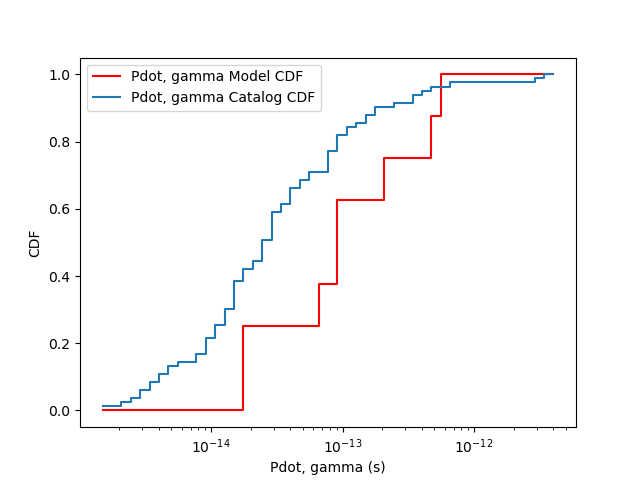 Pdot, gamma Model CDF
Pdot, gamma Catalog CDF
1.0
0.8
0.6
0.4
0.2
0.0
CDF
10⁻¹⁴
10⁻¹³
10⁻¹²
Pdot, gamma (s)